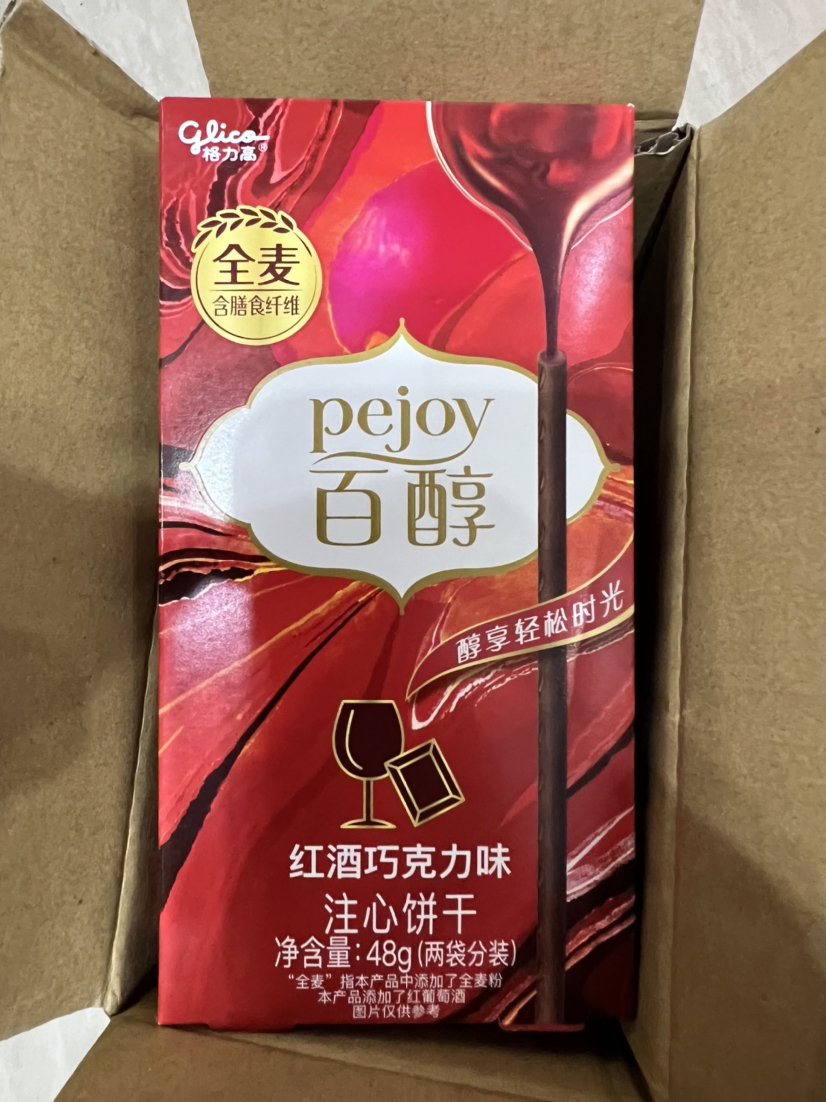 Glico
格力高®
全麦
含膳食纤维
pejoy
百醇
醇享轻松时光
红酒巧克力味
注心饼干
净含量：48g(两袋分装)
“全麦”指本产品中添加了全麦粉
本产品添加了红葡萄酒
图片仅供参考